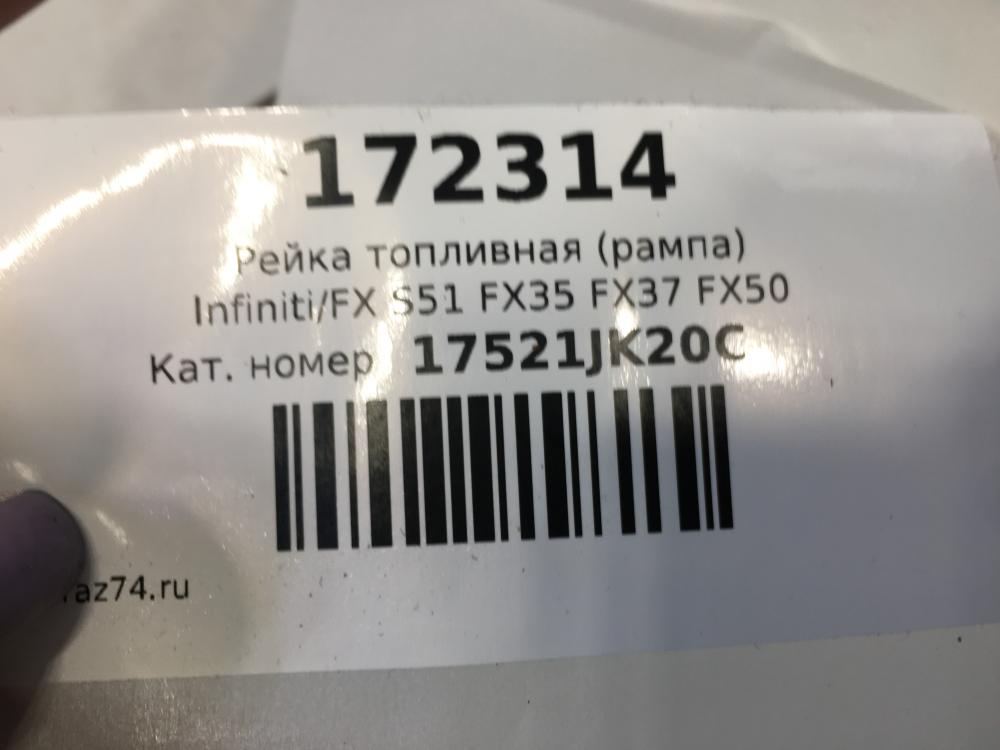 172314
Рейка топливная (рампа)
Infiniti/FX S51 FX35 FX37 FX50
Кат. номер 17521JK20C
az74.ru